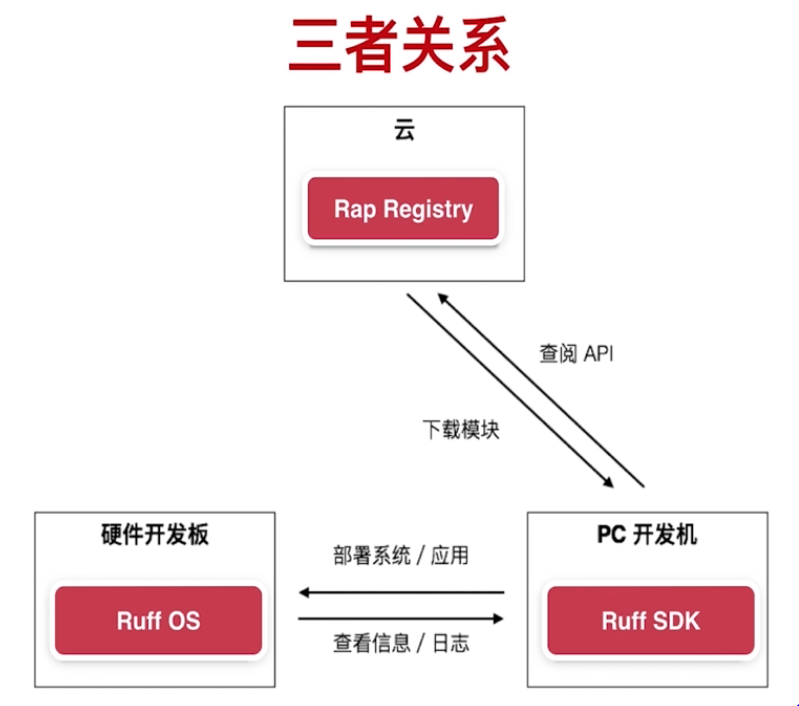 三者关系
云
Rap Registry
查阅 API
下载模块
硬件开发板
Ruff OS
部署系统 / 应用
查看信息 / 日志
PC 开发机
Ruff SDK